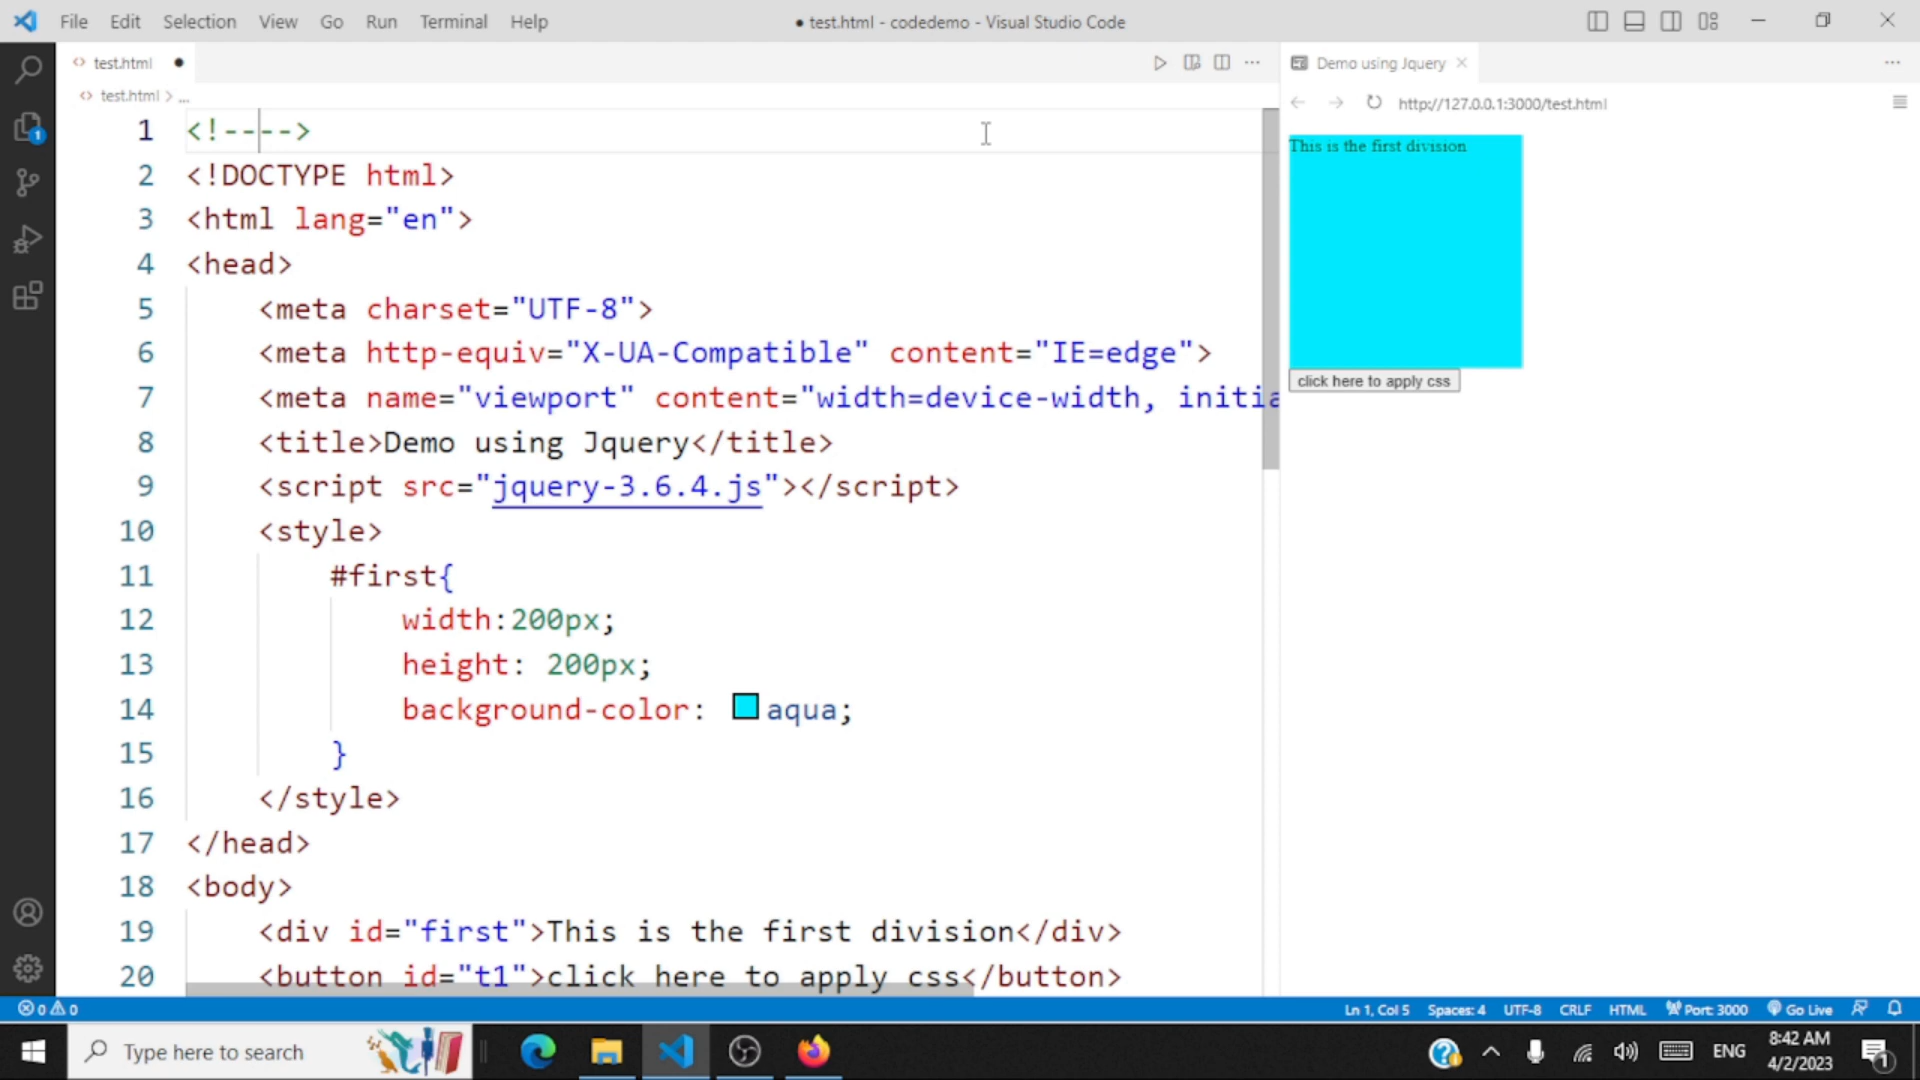 File Edit Selection View Go Run Terminal Help
● test.html - codedemo - Visual Studio Code
test.html
Demo using Jquery
test.html > ...
http://127.0.0.1:3000/test.html
1 <!---->
2 <!DOCTYPE html>
3 <html lang="en">
4 <head>
5 <meta charset="UTF-8">
6 <meta http-equiv="X-UA-Compatible" content="IE=edge">
7 <meta name="viewport" content="width=device-width, initia
8 <title>Demo using Jquery</title>
9 <script src="jquery-3.6.4.js"></script>
10 <style>
11 #first{
12 width:200px;
13 height: 200px;
14 background-color: aqua;
15 }
16 </style>
17 </head>
18 <body>
19 <div id="first">This is the first division</div>
20 <button id="t1">click here to apply css</button>
This is the first division
click here to apply css
1
0 0
Ln 1, Col 5 Spaces: 4 UTF-8 CRLF HTML Port: 3000 Go Live
Type here to search
ENG
8:42 AM
4/2/2023
1